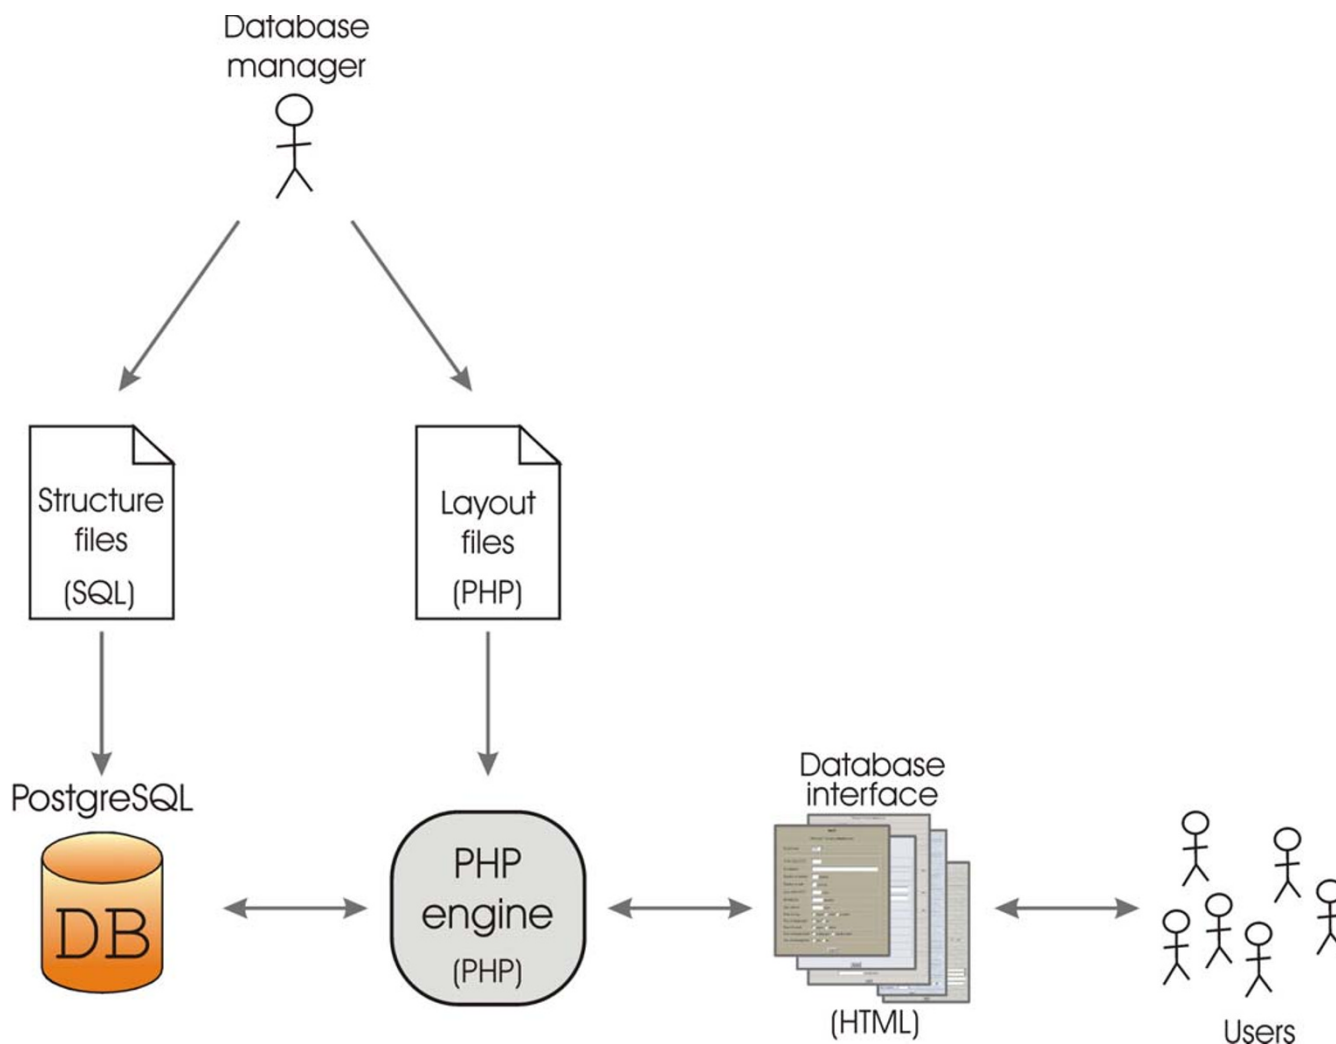 Database
manager
Structure
files
(SQL)
Layout
files
(PHP)
PostgreSQL
DB
PHP
engine
(PHP)
Database
interface
(HTML)
Users